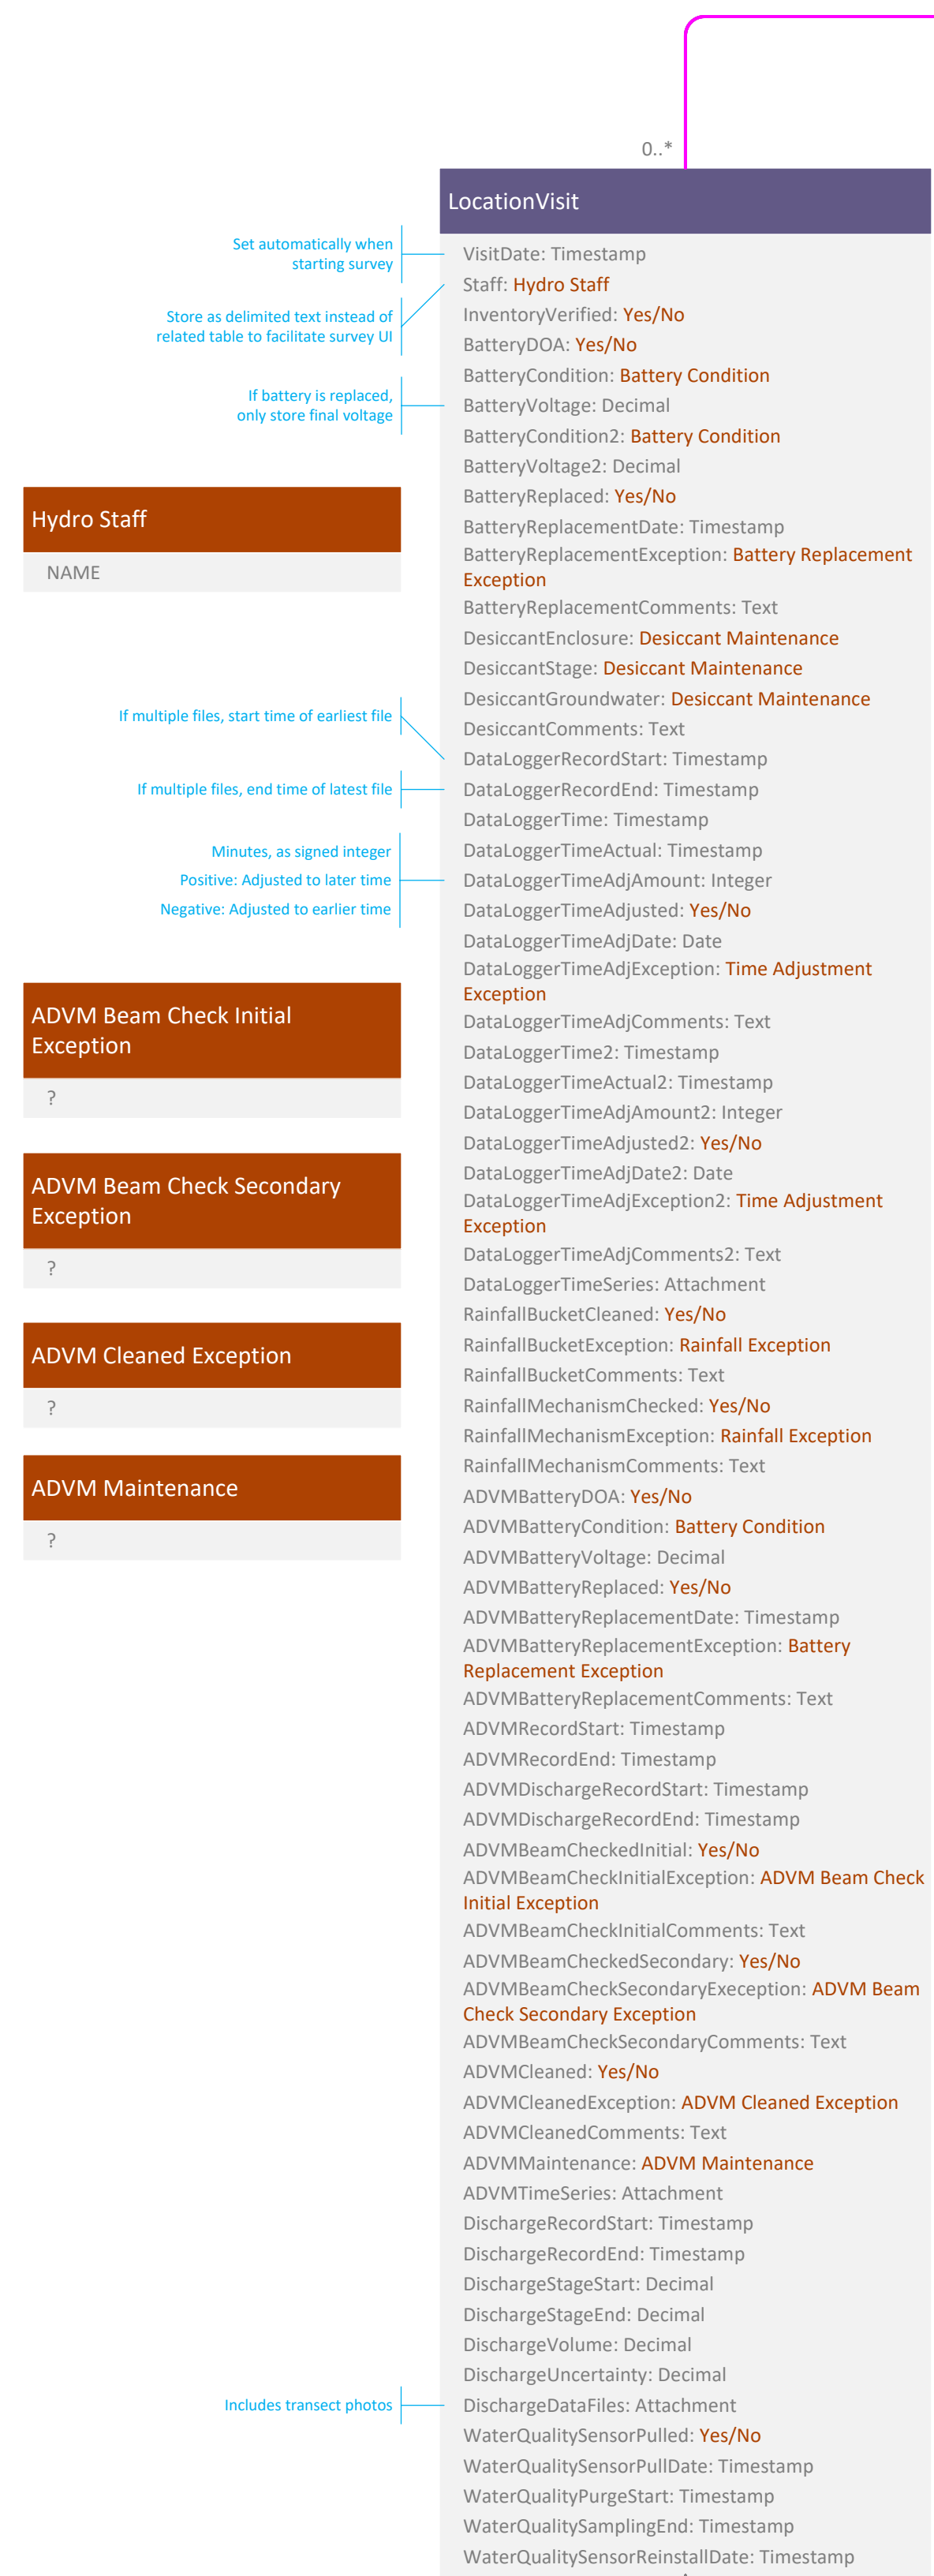 0..*
LocationVisit
Set automatically when
starting survey
VisitDate: Timestamp
Staff: Hydro Staff
Store as delimited text instead of
related table to facilitate survey UI
InventoryVerified: Yes/No
BatteryDOA: Yes/No
BatteryCondition: Battery Condition
If battery is replaced,
only store final voltage
BatteryVoltage: Decimal
BatteryCondition2: Battery Condition
BatteryVoltage2: Decimal
BatteryReplaced: Yes/No
Hydro Staff
NAME
BatteryReplacementDate: Timestamp
BatteryReplacementException: Battery Replacement
Exception
BatteryReplacementComments: Text
DesiccantEnclosure: Desiccant Maintenance
DesiccantStage: Desiccant Maintenance
DesiccantGroundwater: Desiccant Maintenance
DesiccantComments: Text
If multiple files, start time of earliest file
DataLoggerRecordStart: Timestamp
If multiple files, end time of latest file
DataLoggerRecordEnd: Timestamp
DataLoggerTime: Timestamp
DataLoggerTimeActual: Timestamp
Minutes, as signed integer
Positive: Adjusted to later time
Negative: Adjusted to earlier time
DataLoggerTimeAdjAmount: Integer
DataLoggerTimeAdjusted: Yes/No
DataLoggerTimeAdjDate: Date
DataLoggerTimeAdjException: Time Adjustment
Exception
DataLoggerTimeAdjComments: Text
DataLoggerTime2: Timestamp
DataLoggerTimeActual2: Timestamp
DataLoggerTimeAdjAmount2: Integer
DataLoggerTimeAdjusted2: Yes/No
DataLoggerTimeAdjDate2: Date
DataLoggerTimeAdjException2: Time Adjustment
Exception
DataLoggerTimeAdjComments2: Text
DataLoggerTimeSeries: Attachment
ADVM Beam Check Initial
Exception
?
ADVM Beam Check Secondary
Exception
?
ADVM Cleaned Exception
?
ADVM Maintenance
?
RainfallBucketCleaned: Yes/No
RainfallBucketException: Rainfall Exception
RainfallBucketComments: Text
RainfallMechanismChecked: Yes/No
RainfallMechanismException: Rainfall Exception
RainfallMechanismComments: Text
ADVMBatteryDOA: Yes/No
ADVMBatteryCondition: Battery Condition
ADVMBatteryVoltage: Decimal
ADVMBatteryReplaced: Yes/No
ADVMBatteryReplacementDate: Timestamp
ADVMBatteryReplacementException: Battery
Replacement Exception
ADVMBatteryReplacementComments: Text
ADVMRecordStart: Timestamp
ADVMRecordEnd: Timestamp
ADVMDischargeRecordStart: Timestamp
ADVMDischargeRecordEnd: Timestamp
ADVMBeamCheckedInitial: Yes/No
ADVMBeamCheckInitialException: ADVM Beam Check
Initial Exception
ADVMBeamCheckInitialComments: Text
ADVMBeamCheckedSecondary: Yes/No
ADVMBeamCheckSecondaryExeception: ADVM Beam
Check Secondary Exception
ADVMBeamCheckSecondaryComments: Text
ADVMCleaned: Yes/No
ADVMCleanedException: ADVM Cleaned Exception
ADVMCleanedComments: Text
ADVMMaintenance: ADVM Maintenance
ADVMTimeSeries: Attachment
DischargeRecordStart: Timestamp
DischargeRecordEnd: Timestamp
DischargeStageStart: Decimal
DischargeStageEnd: Decimal
DischargeVolume: Decimal
DischargeUncertainty: Decimal
Includes transect photos
DischargeDataFiles: Attachment
WaterQualitySensorPulled: Yes/No
WaterQualitySensorPullDate: Timestamp
WaterQualityPurgeStart: Timestamp
WaterQualitySamplingEnd: Timestamp
WaterQualitySensorReinstallDate: Timestamp